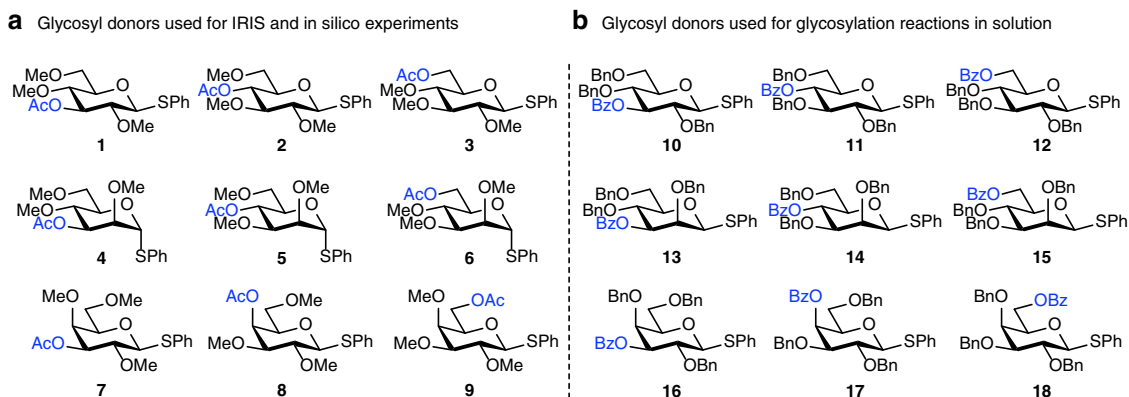 a Glycosyl donors used for IRIS and in silico experiments
MeO O
MeO SPh
AcO OMe
1
MeO O
AcO SPh
MeO OMe
2
AcO O
MeO SPh
MeO OMe
3
MeO OMe
MeO O
AcO
SPh
4
MeO OMe
AcO O
MeO
SPh
5
AcO OMe
MeO O
MeO
SPh
6
MeO OMe
O
AcO SPh
OMe
7
AcO OMe
O
MeO SPh
OMe
8
MeO OAc
O
MeO SPh
OMe
9
b Glycosyl donors used for glycosylation reactions in solution
BnO O
BnO SPh
BzO OBn
10
BnO O
BzO SPh
BnO OBn
11
BzO O
BnO SPh
BnO OBn
12
BnO OBn
BnO O
BzO SPh
13
BnO OBn
BzO O
BnO SPh
14
BzO OBn
BnO O
BnO SPh
15
BnO OBn
O
BzO SPh
OBn
16
BzO OBn
O
BnO SPh
OBn
17
BnO OBz
O
BnO SPh
OBn
18